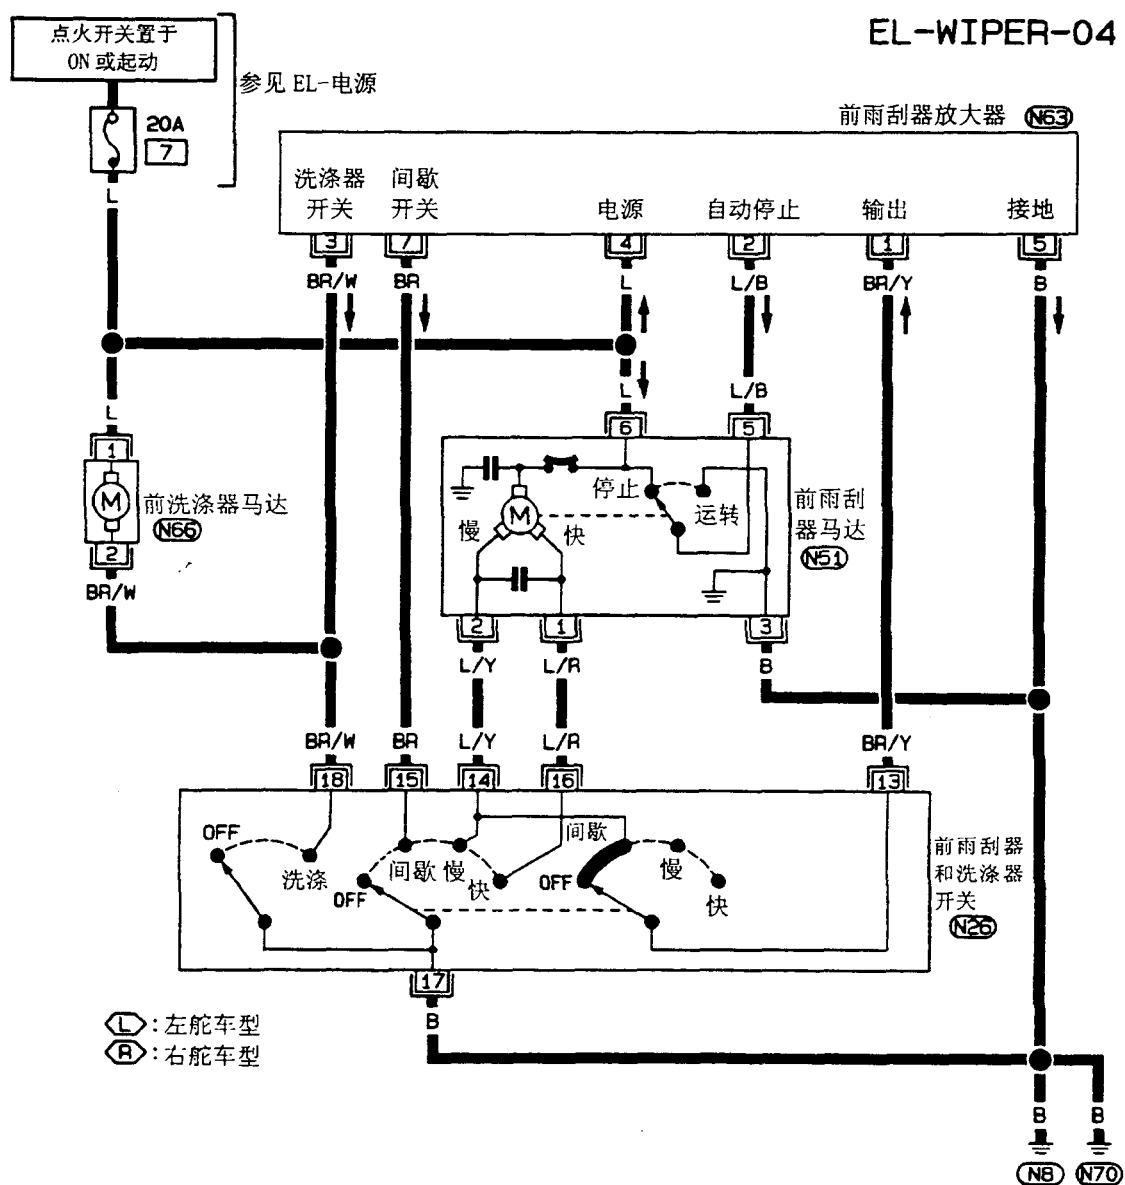 EL-WIPER-04
点火开关置于
ON 或起动
参见 EL-电源
20A
7
L
前雨刮器放大器 N63
洗涤器 间歇
开关 开关 电源 自动停止 输出 接地
3 7 4 2 1 5
BR/W BR L L/B BR/Y B
L L L/B
1 6 5
M
前洗涤器马达
N66
2
BR/W
停止
运转
慢 M 快
前雨刮
器马达
N51
2 1 3
L/Y L/R B
BR/W BR L/Y L/R BR/Y
18 15 14 16 13
OFF
洗涤
间歇 慢
快
OFF
间歇
OFF
慢
快
前雨刮器
和洗涤器
开关
N26
17
B
L : 左舵车型
R : 右舵车型
B B
N8 N70